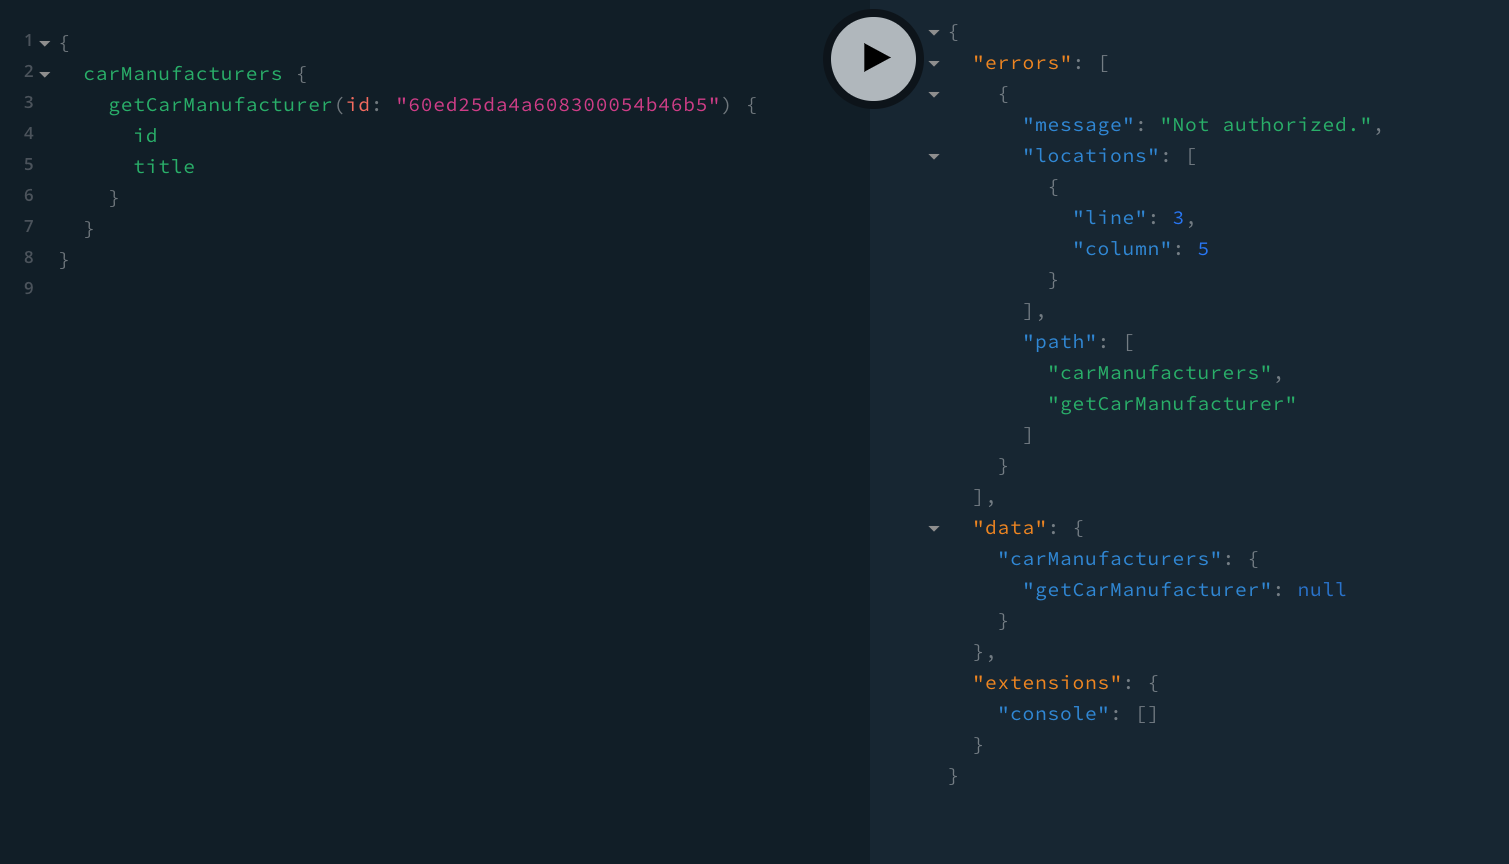 1 {
2 carManufacturers {
3 getCarManufacturer(id: "60ed25da4a608300054b46b5") {
4 id
5 title
6 }
7 }
8 }
9
{
"errors": [
{
"message": "Not authorized.",
"locations": [
{
"line": 3,
"column": 5
}
],
"path": [
"carManufacturers",
"getCarManufacturer"
]
}
],
"data": {
"carManufacturers": {
"getCarManufacturer": null
}
},
"extensions": {
"console": []
}
}